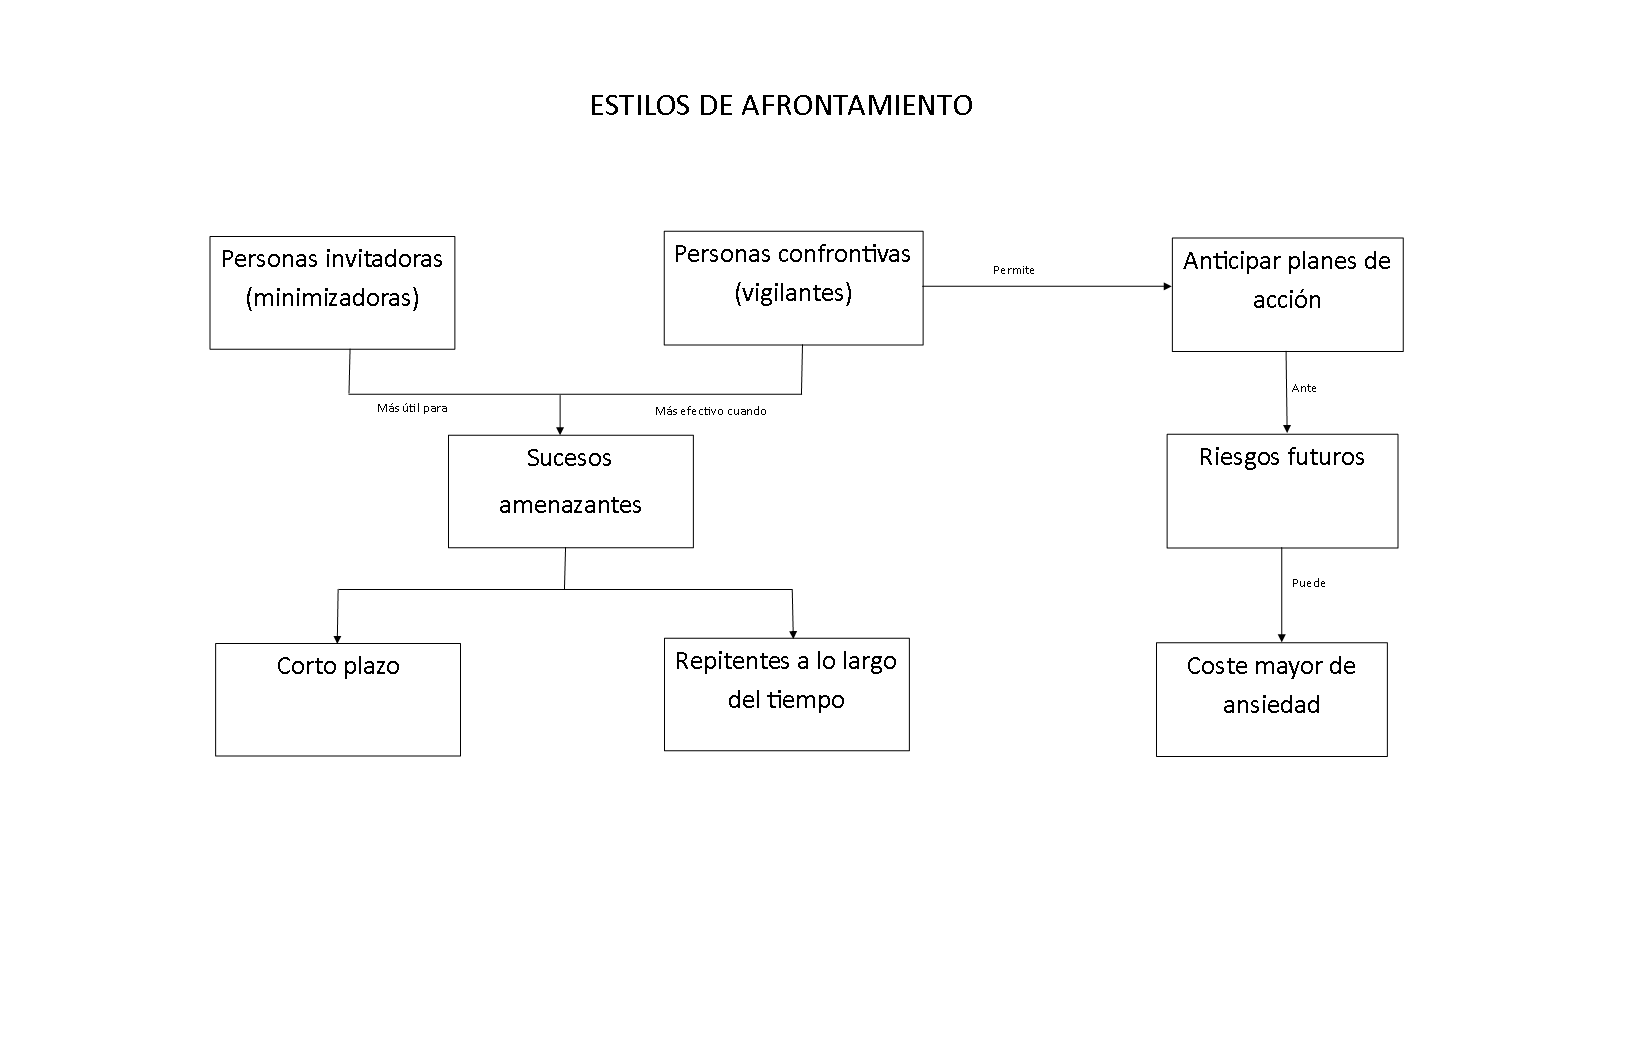 ESTILOS DE AFRONTAMIENTO
Personas invitadoras
(minimizadoras)
Personas confrontivas
(vigilantes)
Permite
Anticipar planes de
acción
Más útil para
Más efectivo cuando
Ante
Sucesos
amenazantes
Riesgos futuros
Puede
Corto plazo
Repitentes a lo largo
del tiempo
Coste mayor de
ansiedad